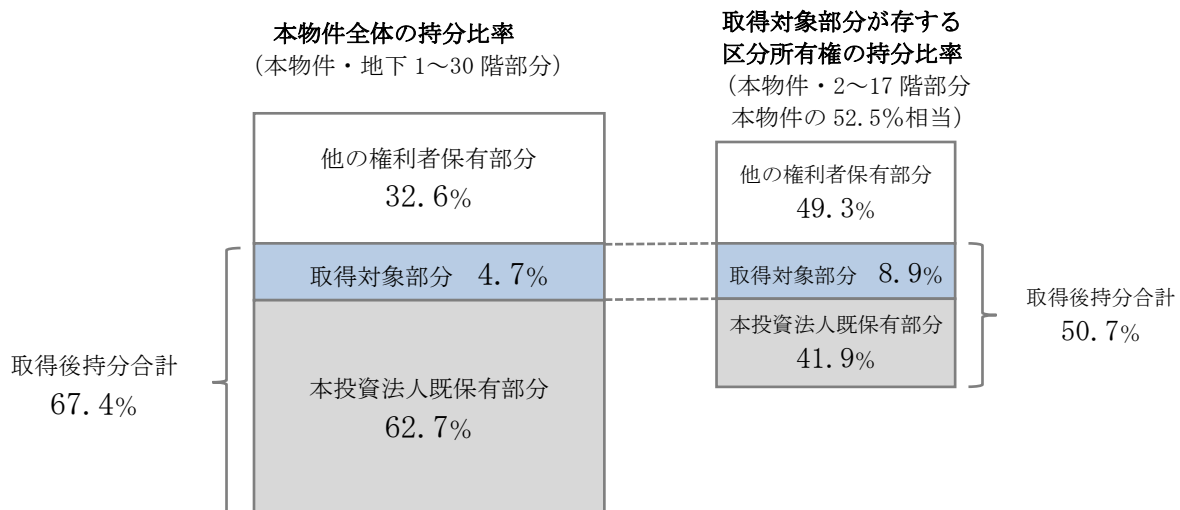 本物件全体の持分比率
（本物件・地下 1～30 階部分）
他の権利者保有部分
32.6%
取得対象部分 4.7%
本投資法人既保有部分
62.7%
取得後持分合計
67.4%
取得対象部分が存する
区分所有権の持分比率
（本物件・2～17 階部分
本物件の 52.5%相当）
他の権利者保有部分
49.3%
取得対象部分 8.9%
本投資法人既保有部分
41.9%
取得後持分合計
50.7%